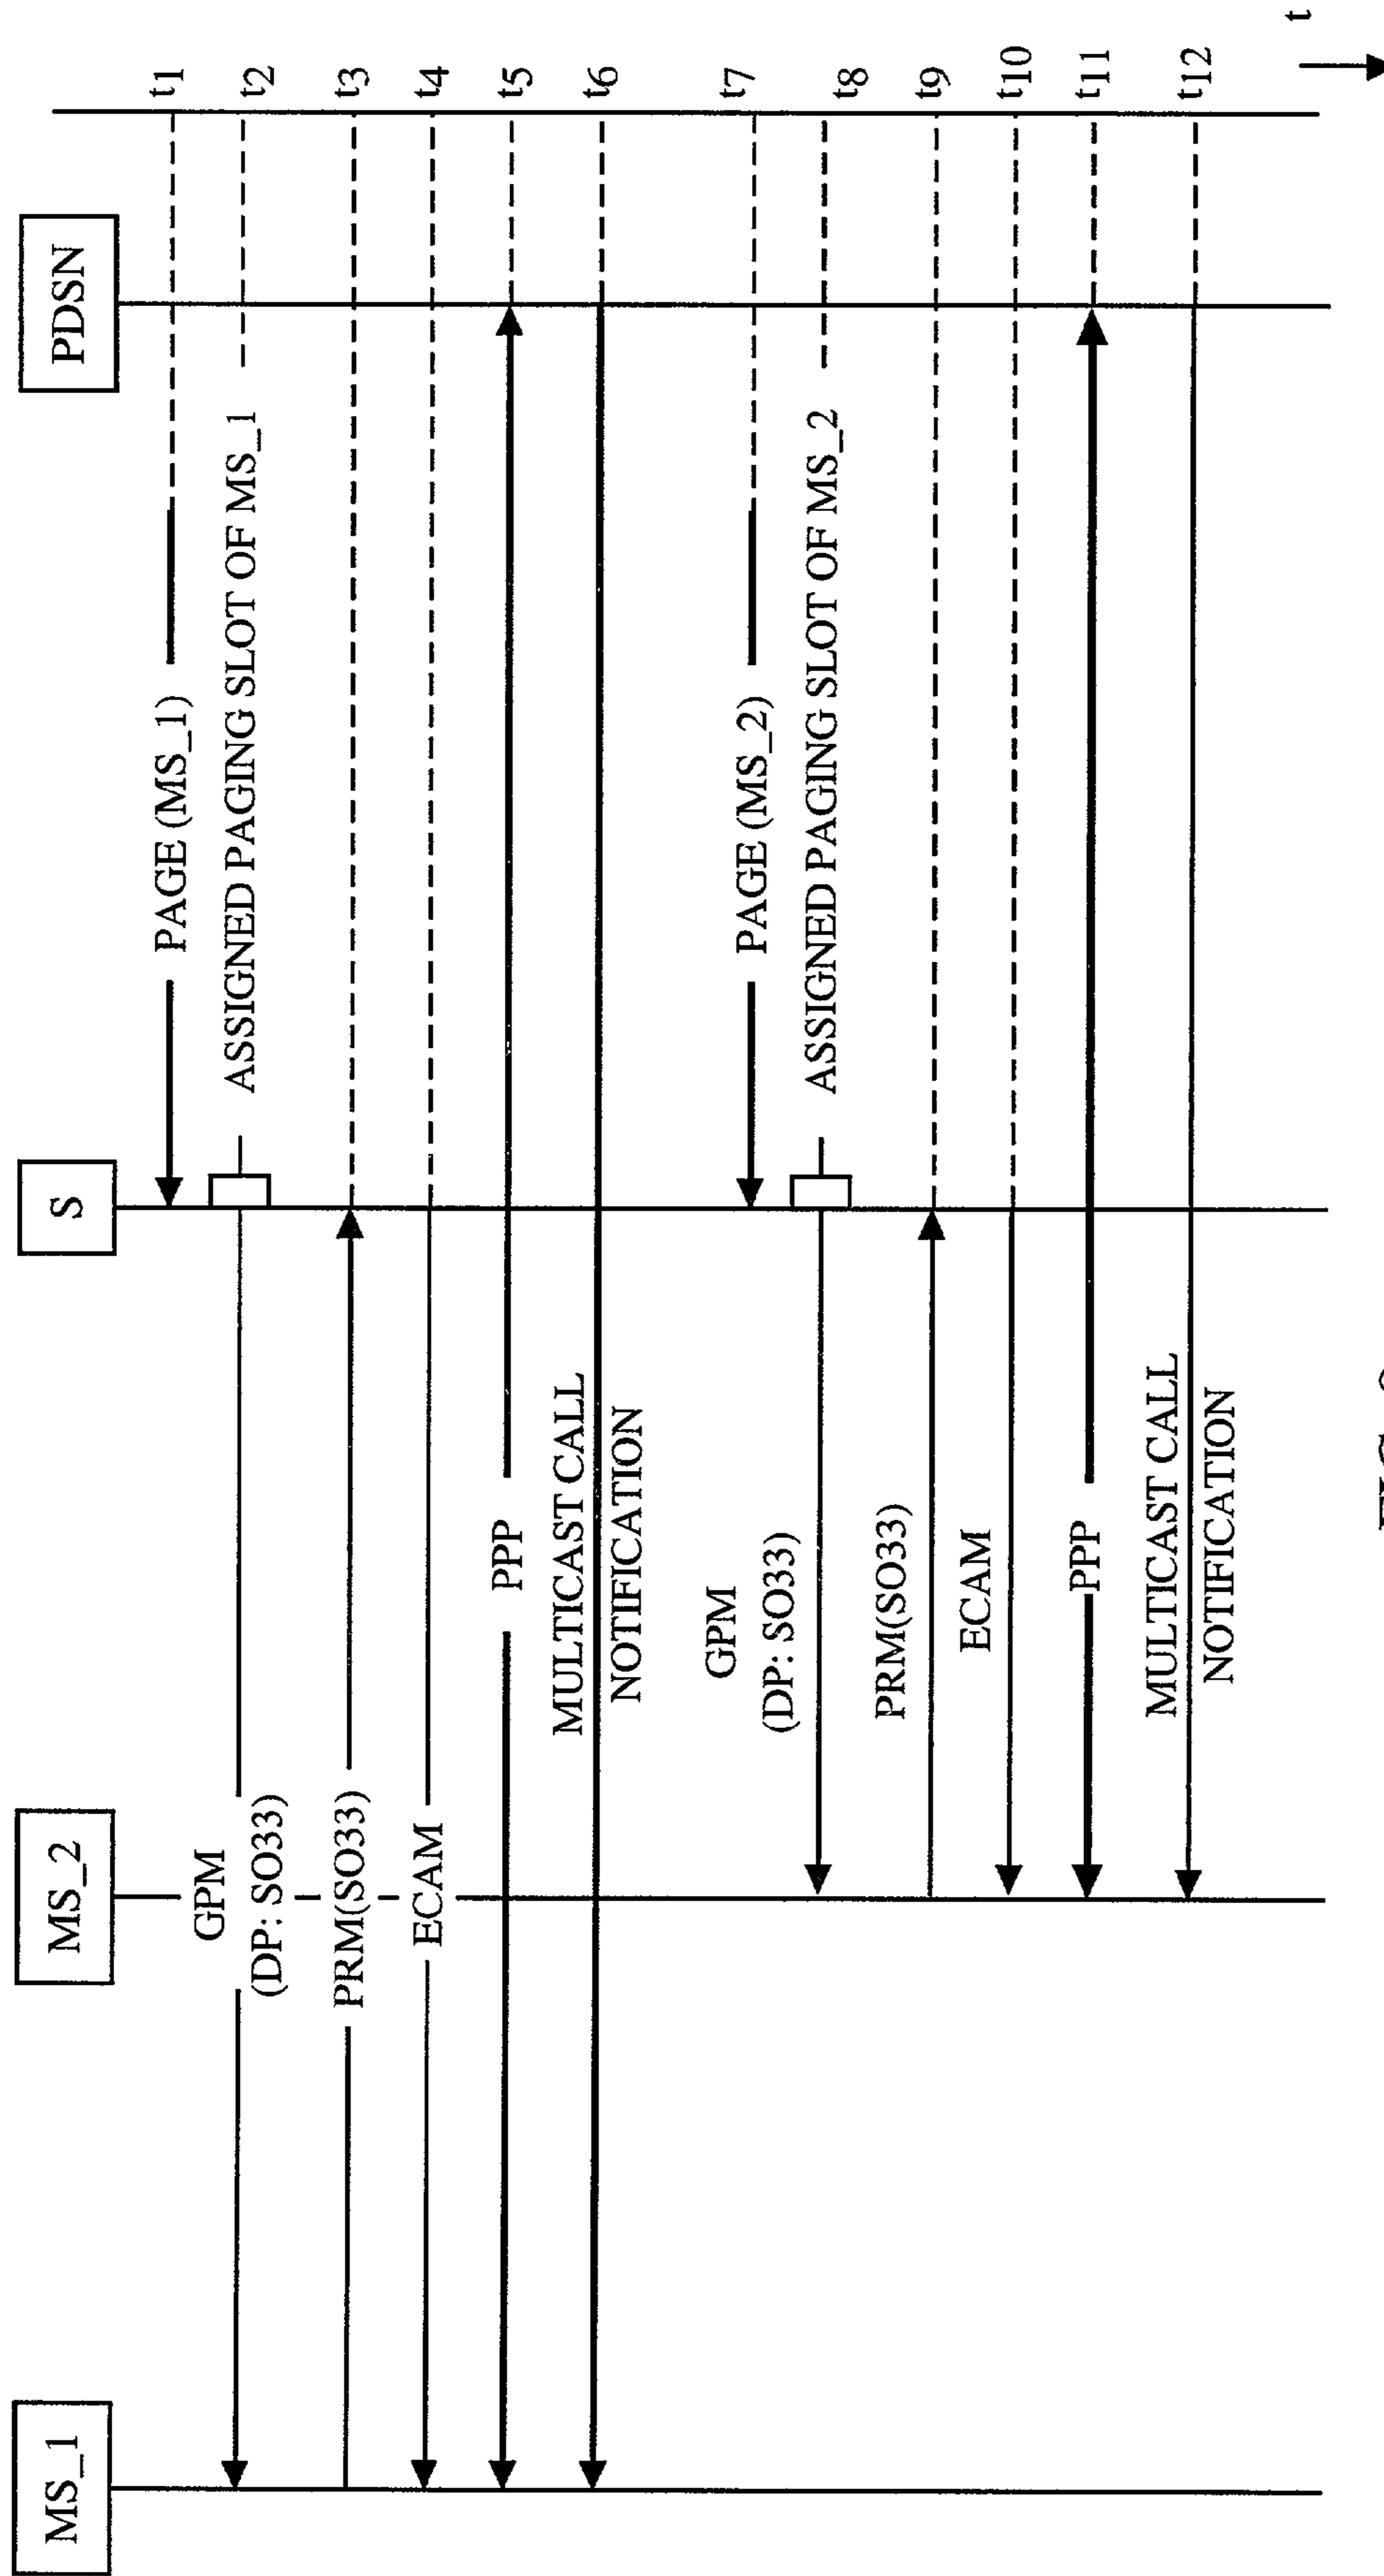 MS_1
MS_2
S
PDSN
PAGE (MS_1)
t1
GPM
(DP: SO33)
ASSIGNED PAGING SLOT OF MS_1
t2
PRM(SO33)
t3
ECAM
t4
PPP
t5
MULTICAST CALL
NOTIFICATION
t6
PAGE (MS_2)
t7
GPM
(DP: SO33)
ASSIGNED PAGING SLOT OF MS_2
t8
PRM(SO33)
t9
ECAM
t10
PPP
t11
MULTICAST CALL
NOTIFICATION
t12
t